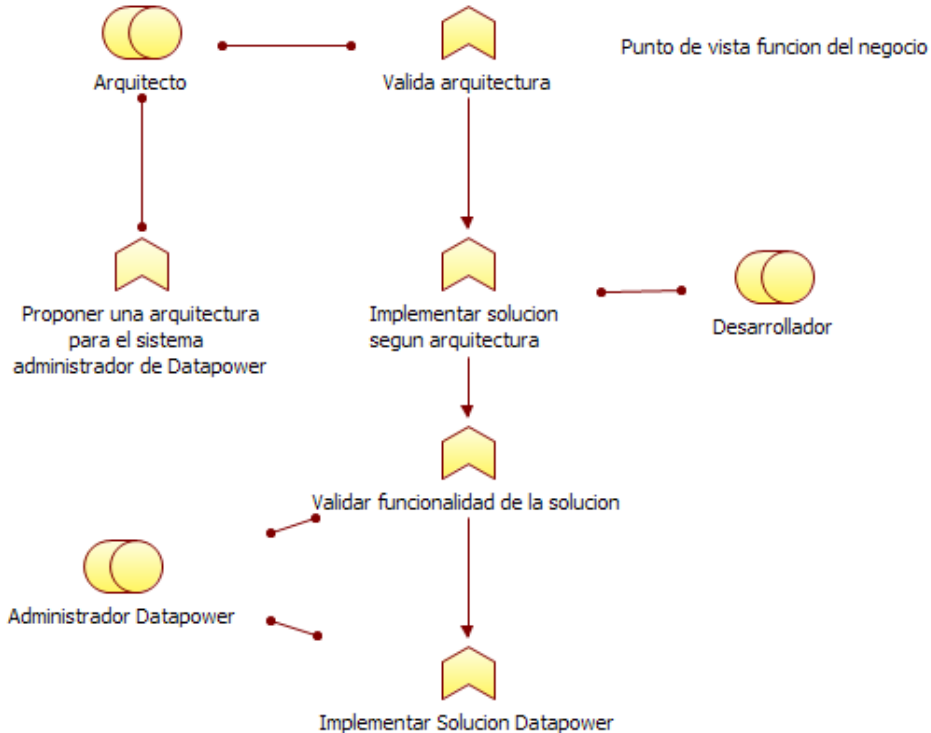 Punto de vista funcion del negocio
Arquitecto
Valida arquitectura
Proponer una arquitectura
para el sistema
administrador de Datapower
Implementar solucion
segun arquitectura
Desarrollador
Validar funcionalidad de la solucion
Administrador Datapower
Implementar Solucion Datapower